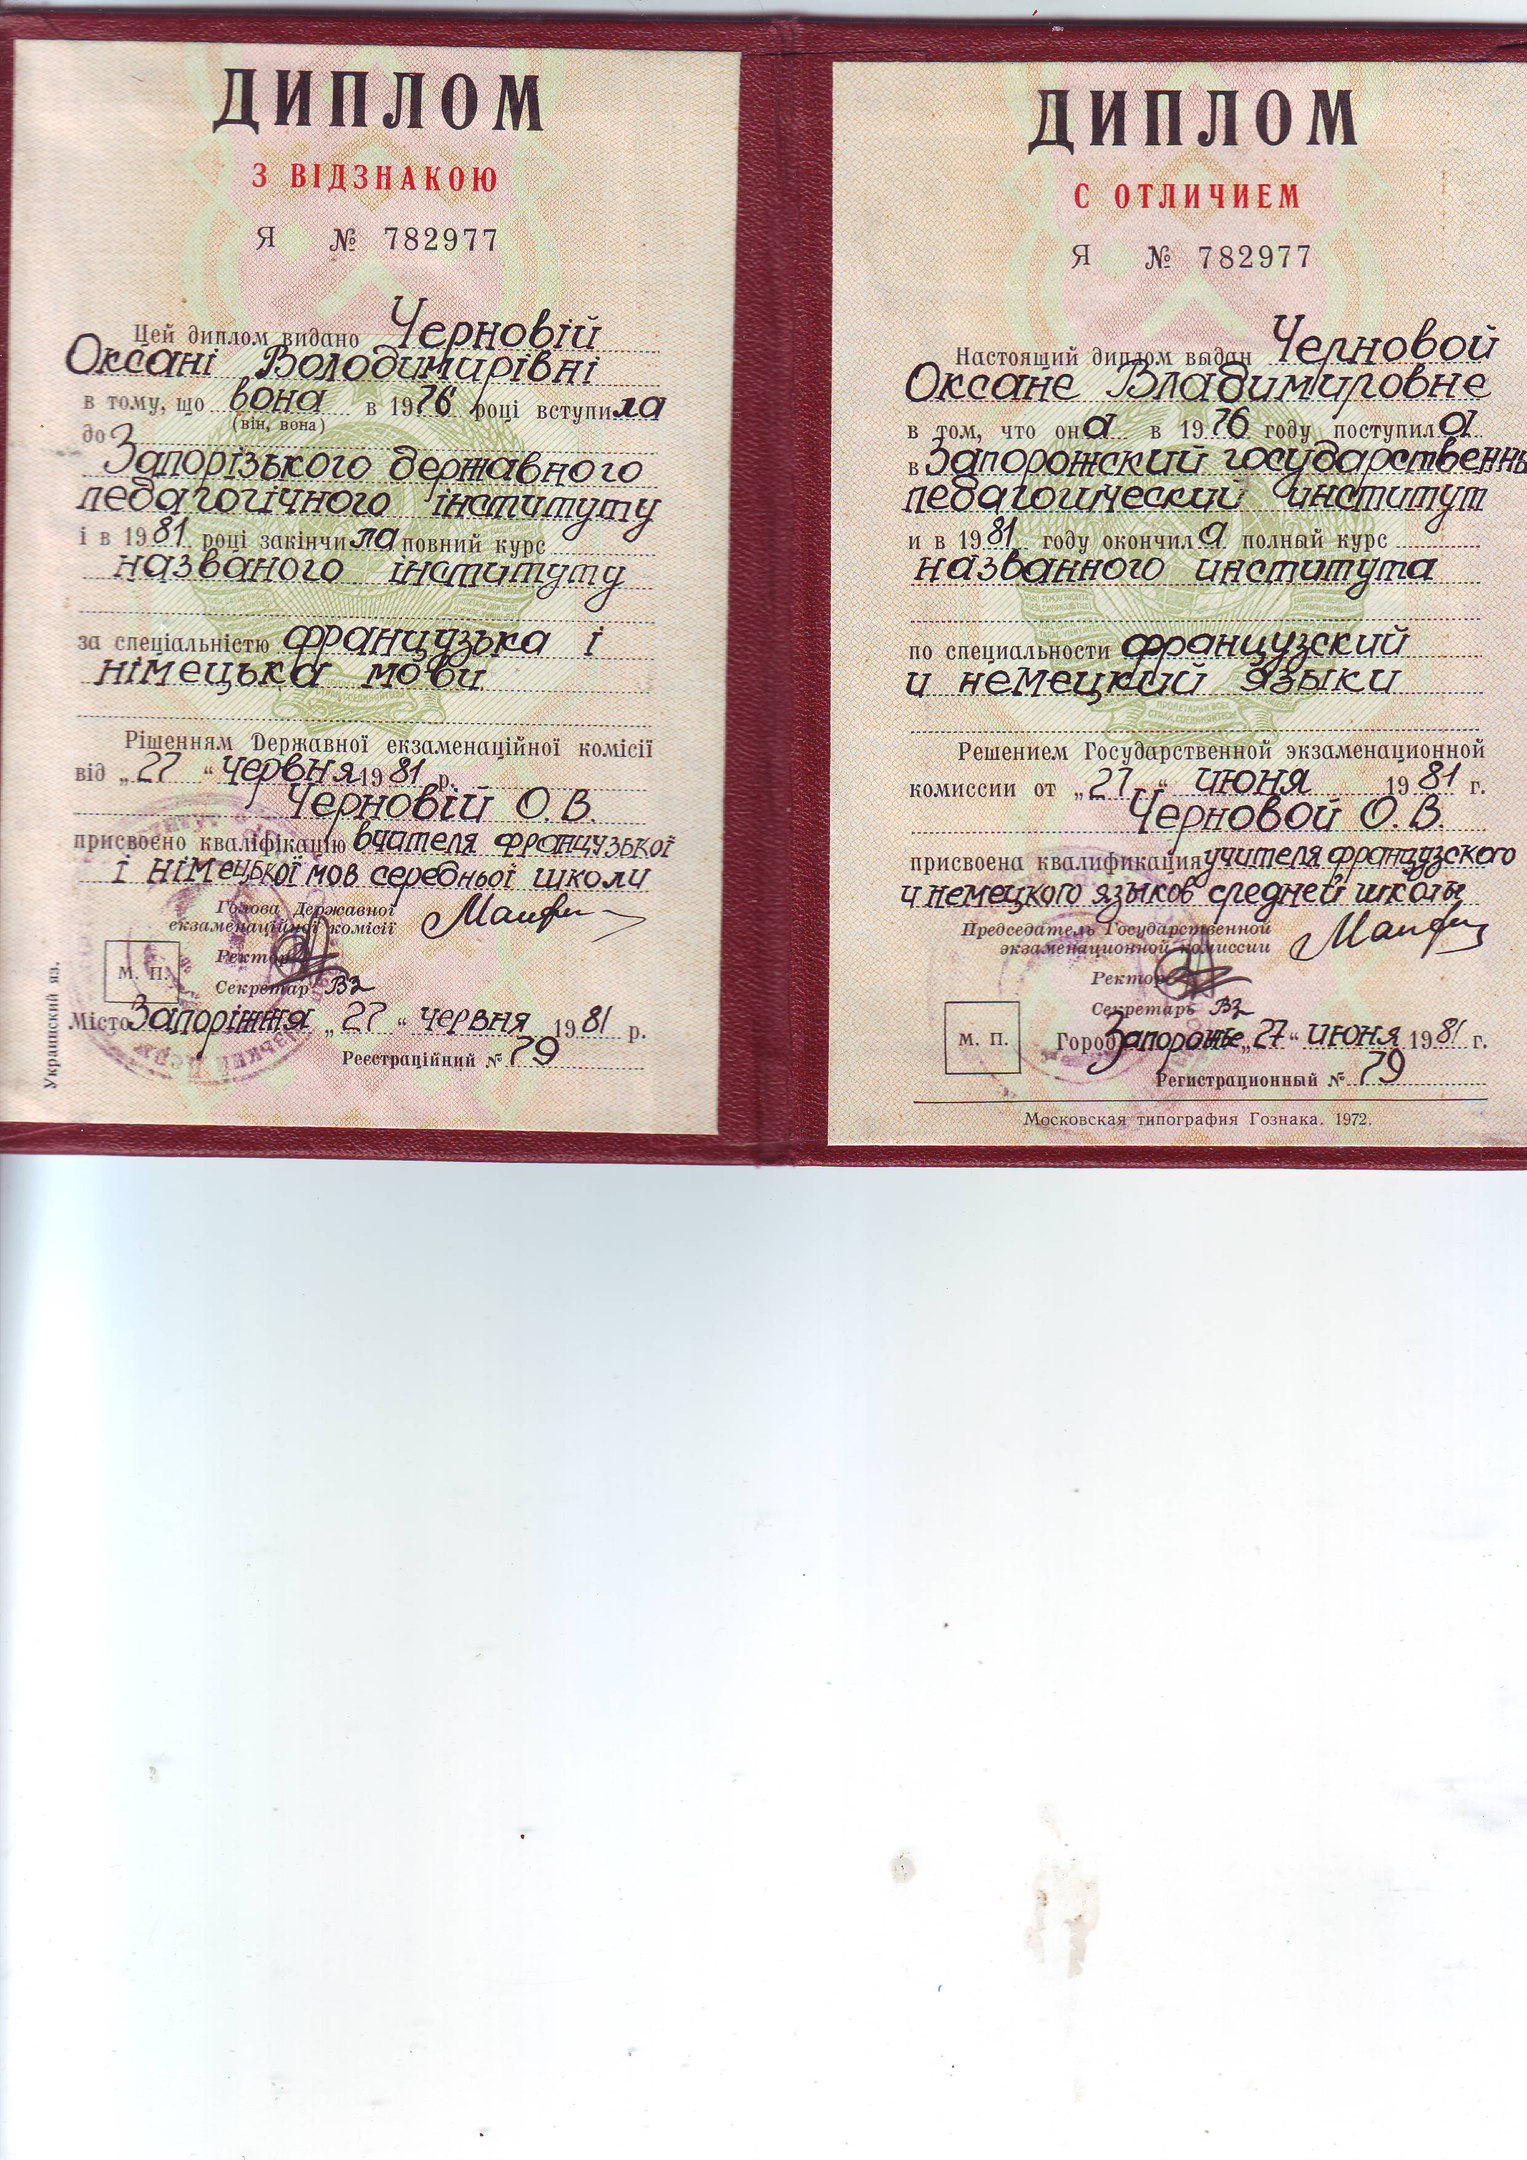 ДИПЛОМ
З ВІДЗНАКОЮ
Я № 782977
Цей диплом видано Черновій
Оксані Володимирівні
в тому, що вона в 1976 році вступила
(він, вона)
до
Запорізького державного
педагогічного інституту
і в 1981 році закінчила повний курс
названого інституту
за спеціальністю французька і
німецька мови
Рішенням Державної екзаменаційної комісії
від „27“ червня 1981 р.
Черновій О.В.
присвоєно кваліфікацію вчителя французької
і німецької мов середньої школи
Голова Державної
екзаменаційної комісії
Ректор
М. П.
Секретар
Місто Запоріжжя „27“ червня 1981 р.
Реєстраційний № 79
Украинский яз.
ДИПЛОМ
С ОТЛИЧИЕМ
Я № 782977
Настоящий диплом выдан Черновой
Оксане Владимировне
в том, что она в 1976 году поступила
в Запорожский государственны
педагогический институт
и в 1981 году окончила полный курс
названного института
по специальности французский
и немецкий языки
Решением Государственной экзаменационной
комиссии от „27“ июня 1981 г.
Черновой О.В.
присвоена квалификация учителя французского
и немецкого языков средней школы
Председатель Государственной
экзаменационной комиссии
Ректор
Секретарь
М. П.
Город Запорожье „27“ июня 1981 г.
Регистрационный № 79
Московская типография Гознака. 1972.